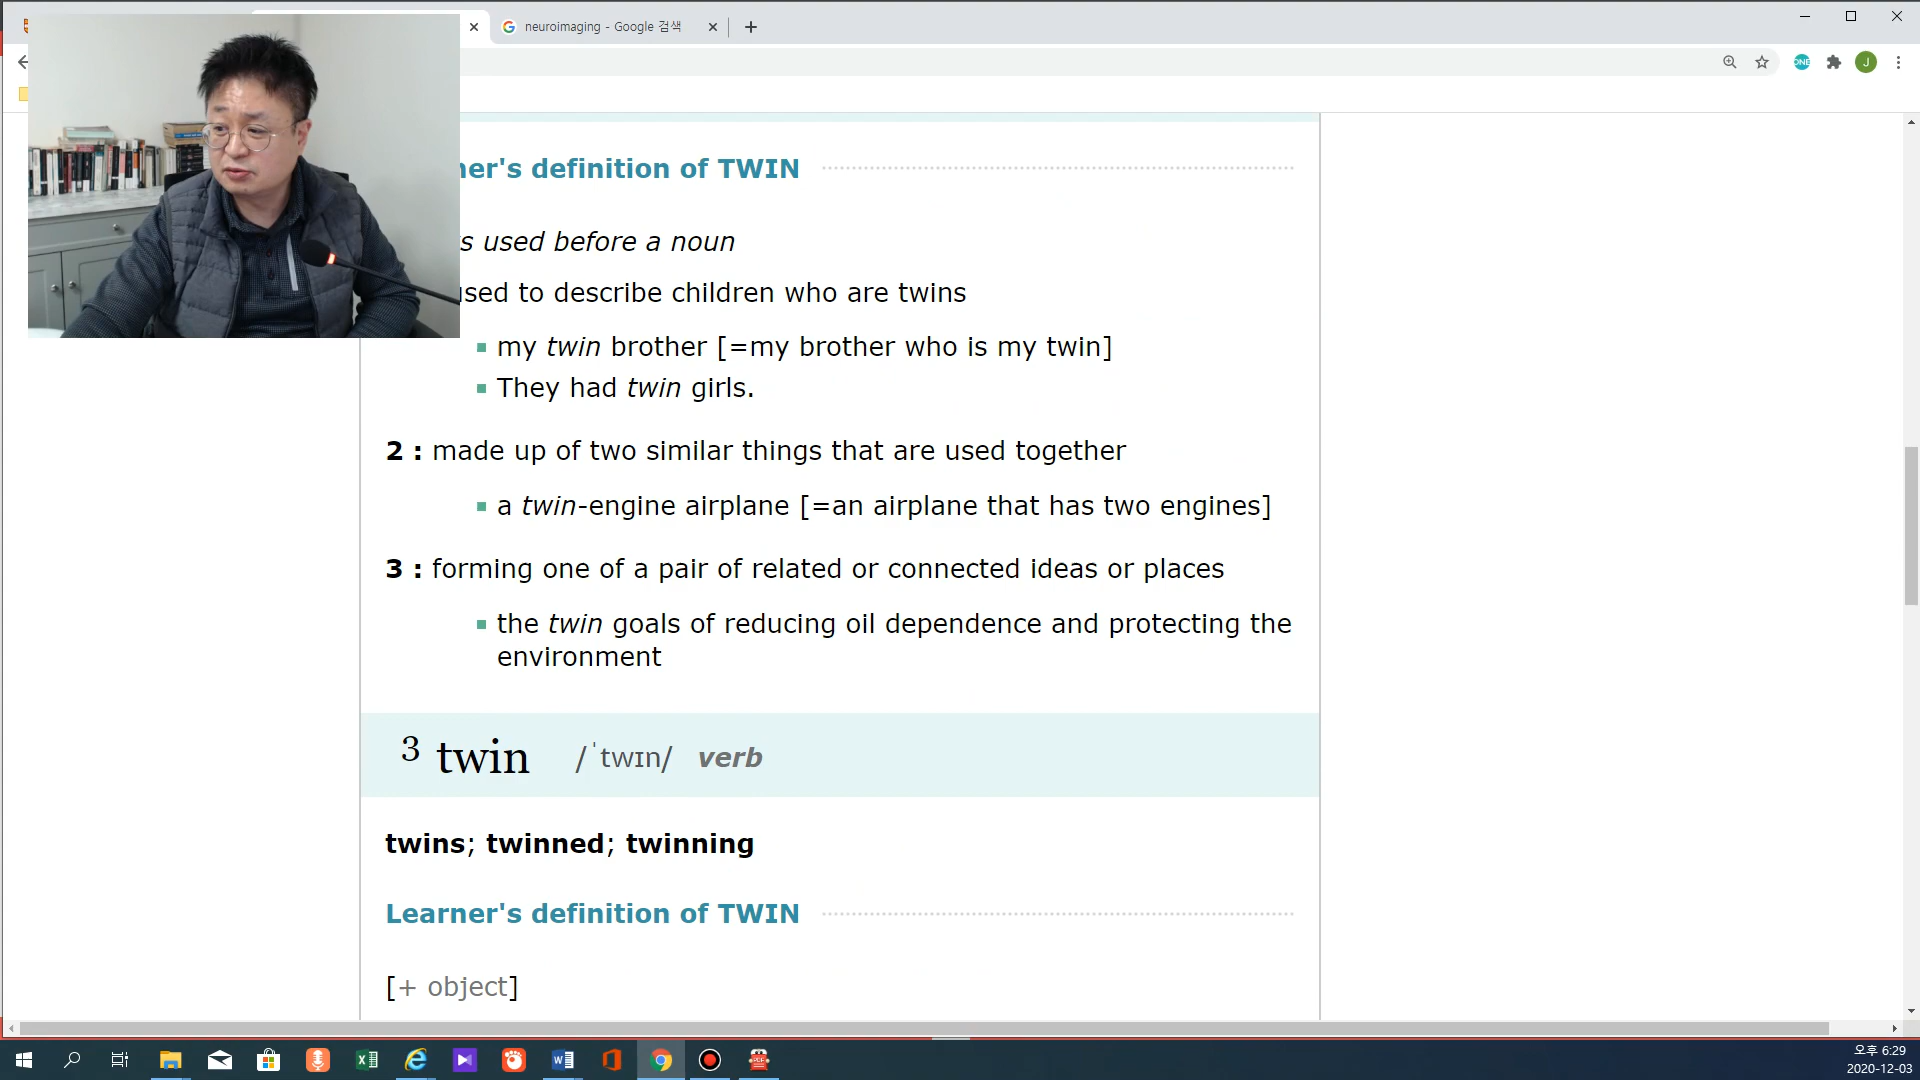 neuroimaging - Google 검색
ONE
J
ner's definition of TWIN
s used before a noun
used to describe children who are twins
my twin brother [=my brother who is my twin]
They had twin girls.
2 : made up of two similar things that are used together
a twin-engine airplane [=an airplane that has two engines]
3 : forming one of a pair of related or connected ideas or places
the twin goals of reducing oil dependence and protecting the
environment
3 twin /ˈtwɪn/ verb
twins; twinned; twinning
Learner's definition of TWIN
[+ object]
오후 6:29
2020-12-03